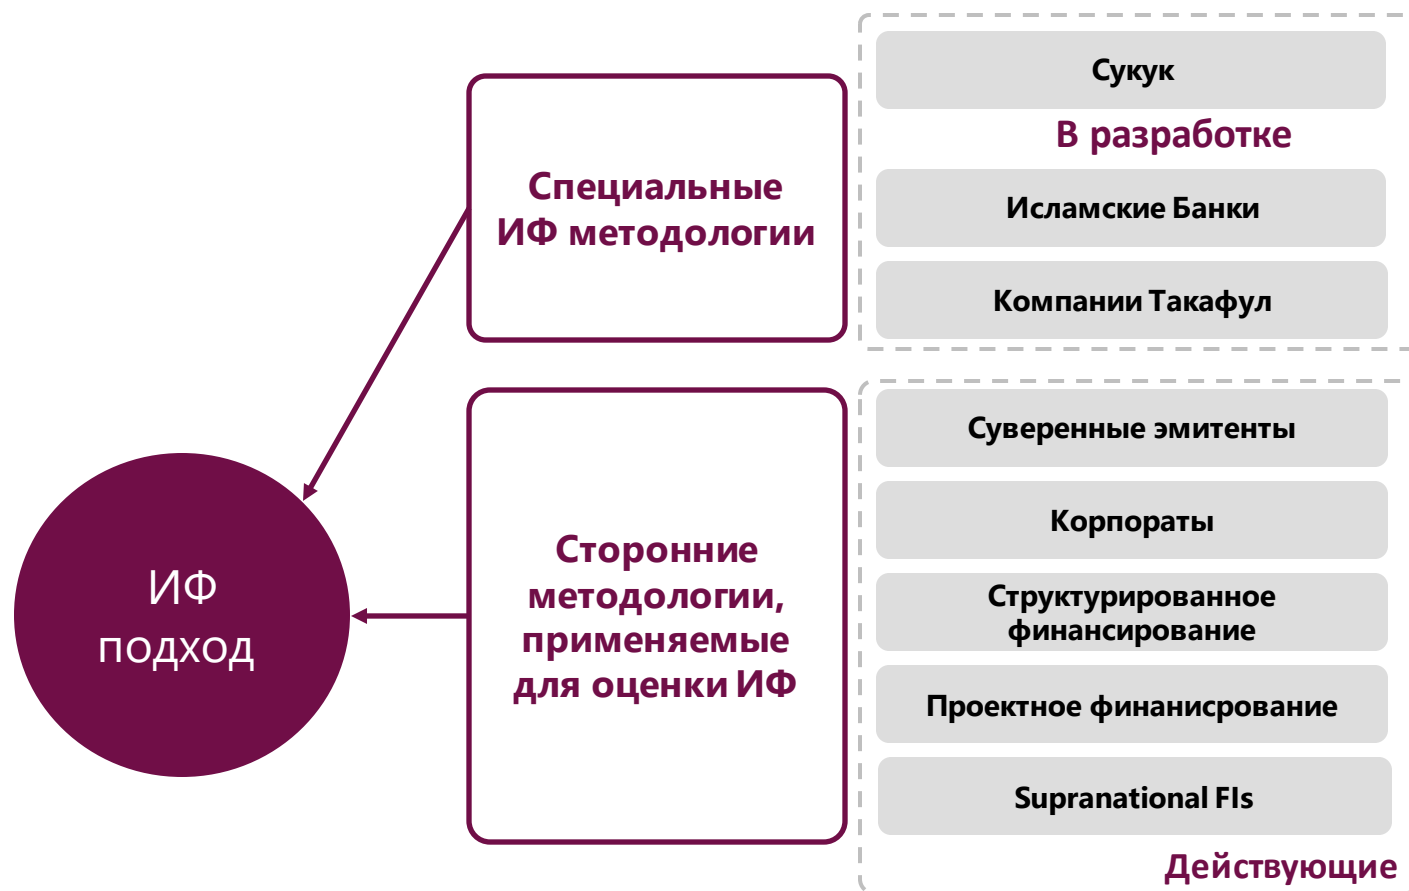 Сукук
В разработке
Исламские Банки
Компании Такафул
Специальные
ИФ методологии
Суверенные эмитенты
Корпораты
Структурированное
финансирование
Проектное финанисрование
Supranational FIs
Действующие
Сторонние
методологии,
применяемые
для оценки ИФ
ИФ
подход